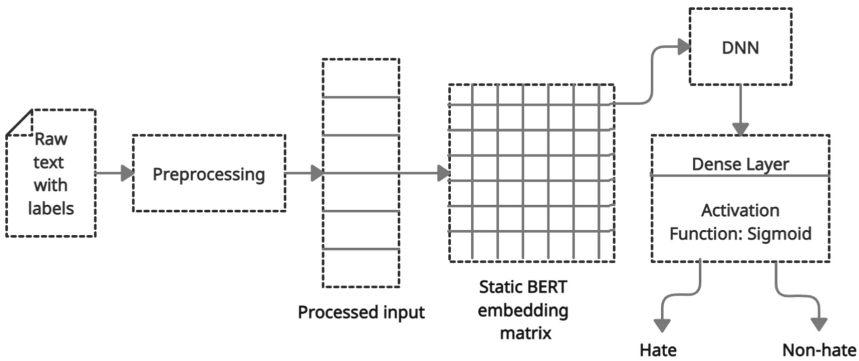 Raw
text
with
labels
Preprocessing
Processed input
Static BERT
embedding
matrix
DNN
Dense Layer
Activation
Function: Sigmoid
Hate
Non-hate